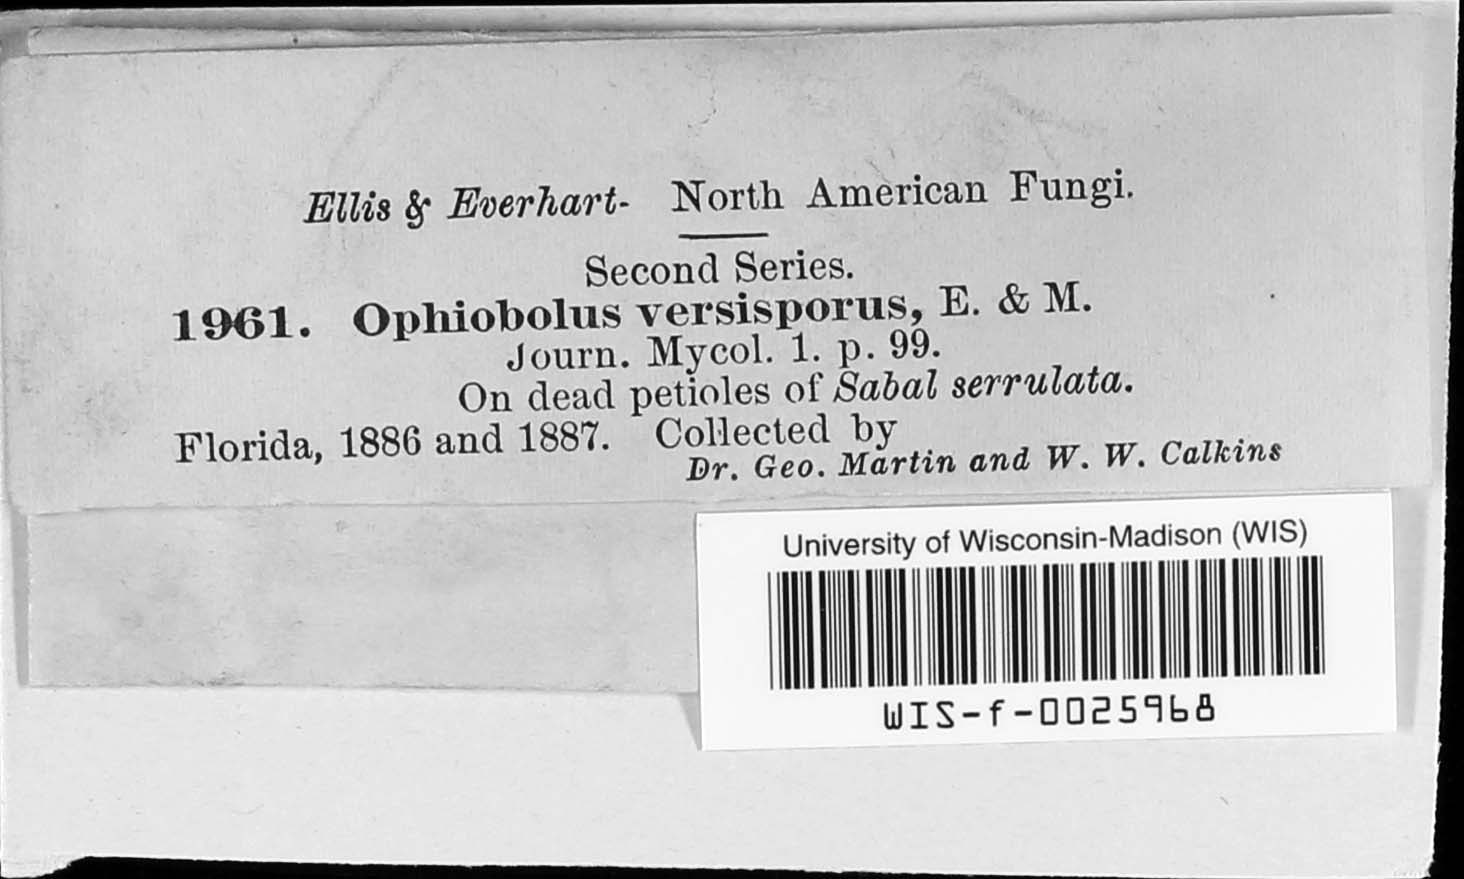 Ellis & Everhart- North American Fungi.
Second Series.
1961. Ophiobolus versisporus, E. & M.
Journ. Mycol. 1. p. 99.
On dead petioles of Sabal serrulata.
Florida, 1886 and 1887. Collected by
Dr. Geo. Martin and W. W. Calkins
University of Wisconsin-Madison (WIS)
WIS-f-0025968